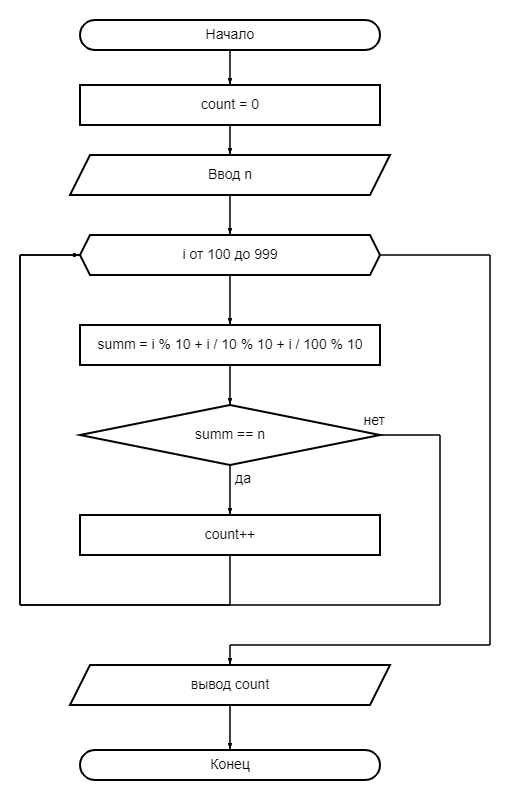 Начало
count = 0
Ввод n
i от 100 до 999
summ = i % 10 + i / 10 % 10 + i / 100 % 10
summ == n
нет
да
count++
вывод count
Конец